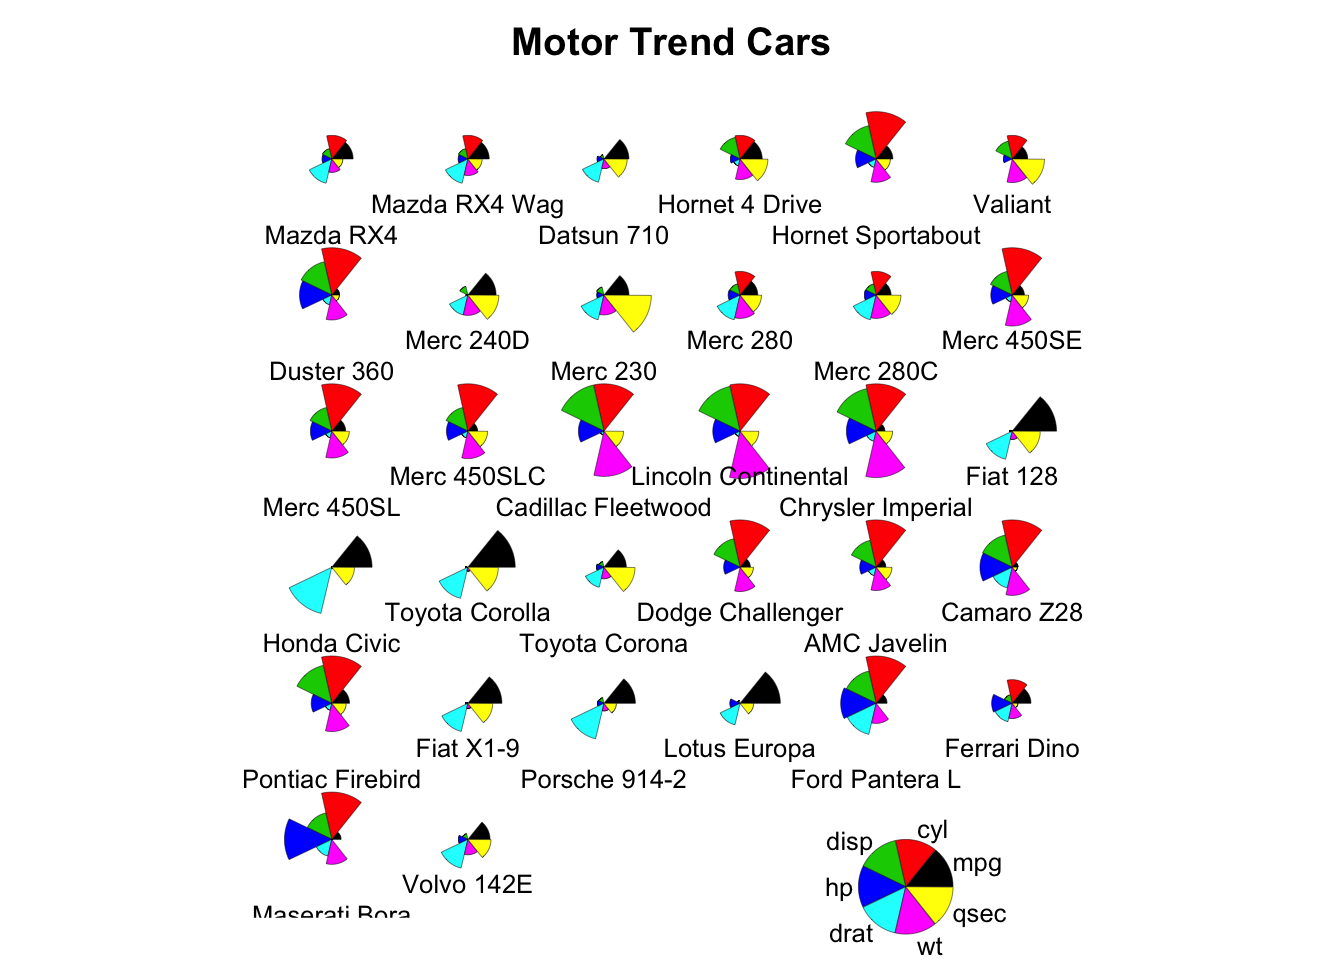 Motor Trend Cars
Mazda RX4 Wag
Hornet 4 Drive
Valiant
Mazda RX4
Datsun 710
Hornet Sportabout
Merc 240D
Merc 280
Merc 450SE
Duster 360
Merc 230
Merc 280C
Merc 450SLC
Lincoln Continental
Fiat 128
Merc 450SL
Cadillac Fleetwood
Chrysler Imperial
Toyota Corolla
Dodge Challenger
Camaro Z28
Honda Civic
Toyota Corona
AMC Javelin
Fiat X1-9
Lotus Europa
Ferrari Dino
Pontiac Firebird
Porsche 914-2
Ford Pantera L
Volvo 142E
Maserati Bora
cyl
disp
mpg
hp
qsec
drat
wt